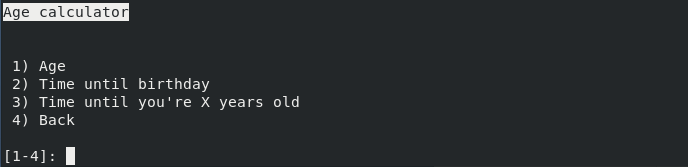 Age calculator
1) Age
2) Time until birthday
3) Time until you're X years old
4) Back
[1-4]: